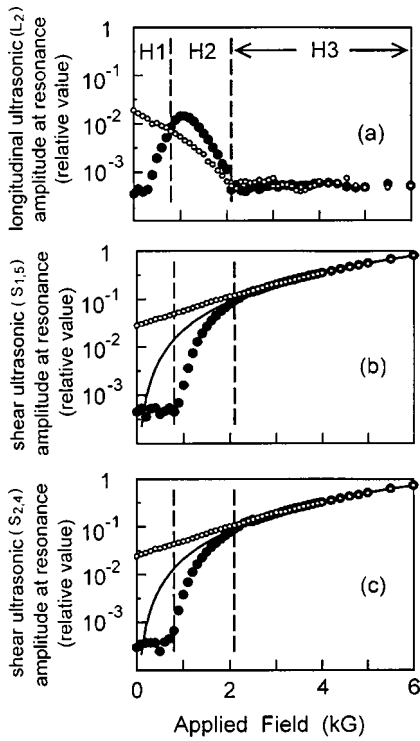 longitudinal ultrasonic (L2)
amplitude at resonance
(relative value)
1
10-1
10-2
10-3
H1
H2
H3
(a)
shear ultrasonic (S1,5)
amplitude at resonance
(relative value)
1
10-1
10-2
10-3
(b)
shear ultrasonic (S2,4)
amplitude at resonance
(relative value)
1
10-1
10-2
10-3
(c)
0 2 4 6
Applied Field (kG)